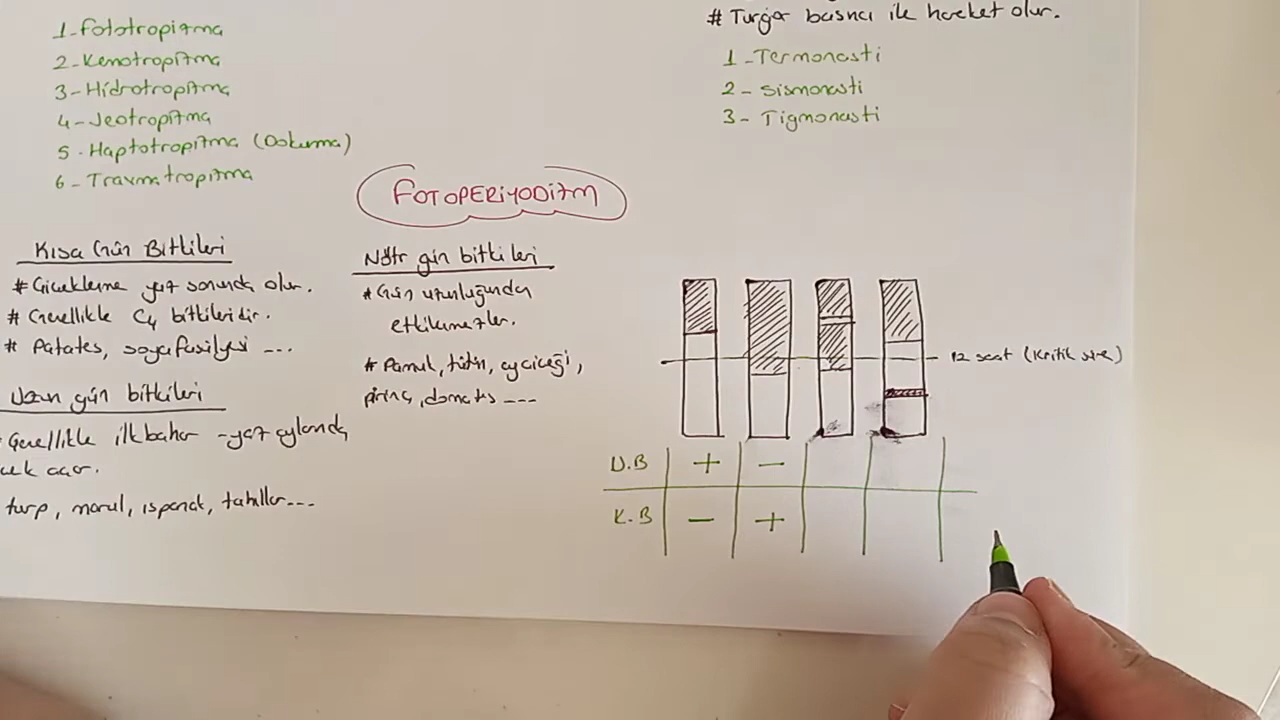 1-Fototropizma
2-Kemotropizma
3-Hidrotropizma
4-Jeotropizma
5-Haptotropizma (Dokunma)
6-Travmatropizma
# Turgor basıncı ile hareket olur.
1-Termonasti
2-Sismonasti
3-Tigmonasti
FOTOPERİYODİZM
Kısa Gün Bitkileri
# Çiçeklenme yaz sonunda olur.
# Genellikle C4 bitkileridir.
# Patates, soya fasülyesi ...
Uzun gün bitkileri
Genellikle ilkbahar -yaz aylarında
açar.
turp, marul, ıspanak, tahıllar...
Nötr gün bitkileri
# Gün uzunluğundan
etkilenmezler.
# Pamuk, tütün, ayçiçeği,
pirinç, domates ---
12 saat (kritik süre)
U.B + -
K.B - +